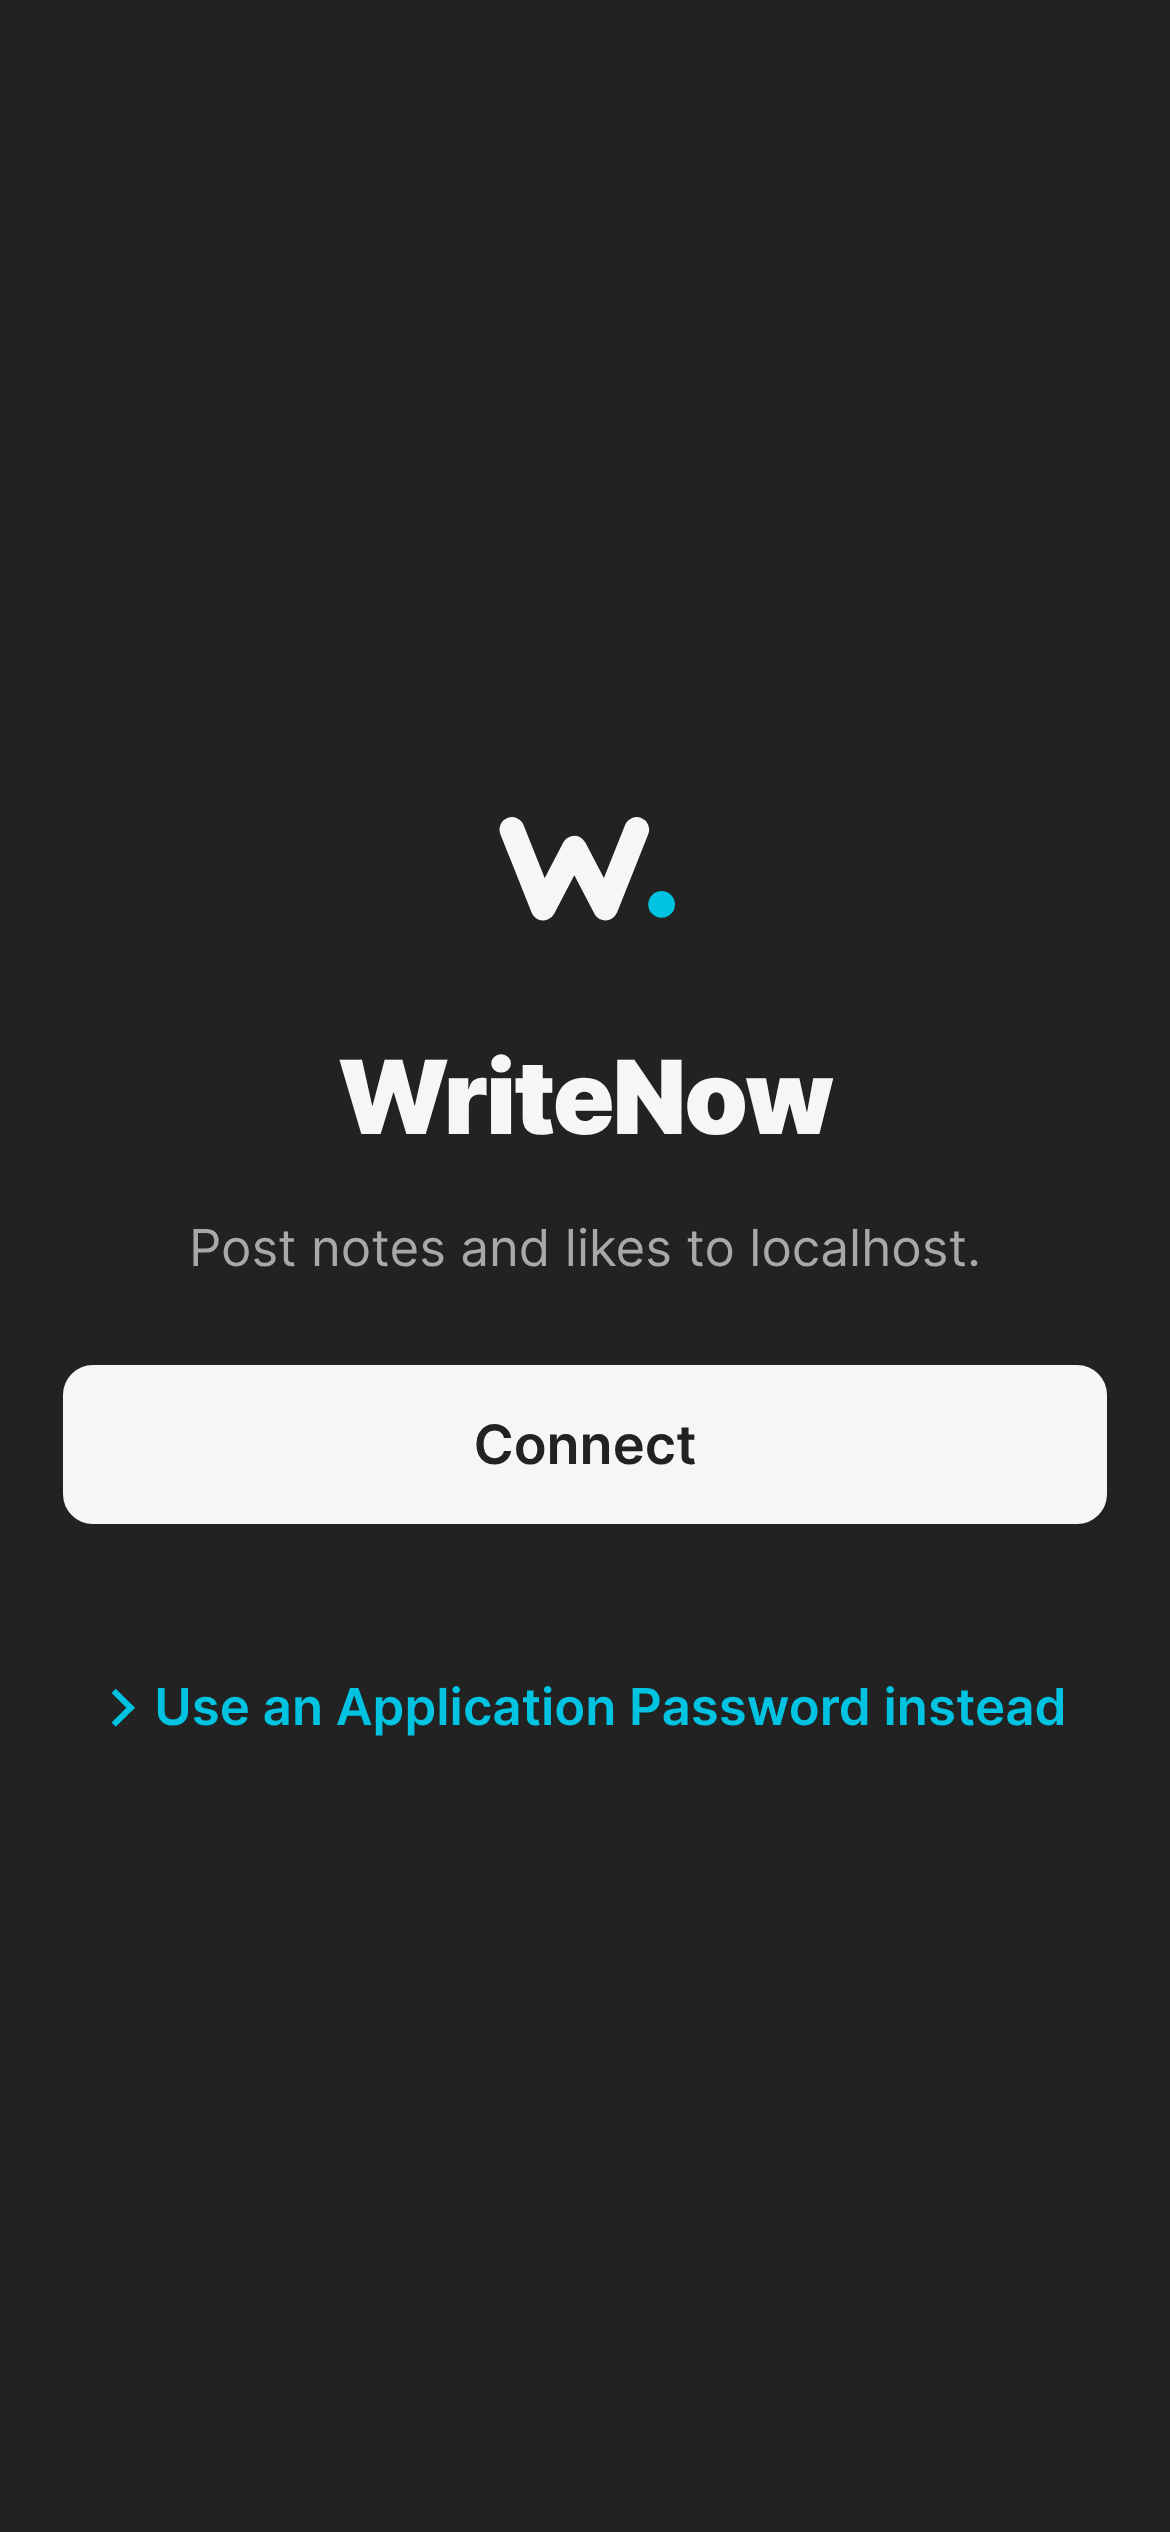 W.
WriteNow
Post notes and likes to localhost.
Connect
Use an Application Password instead